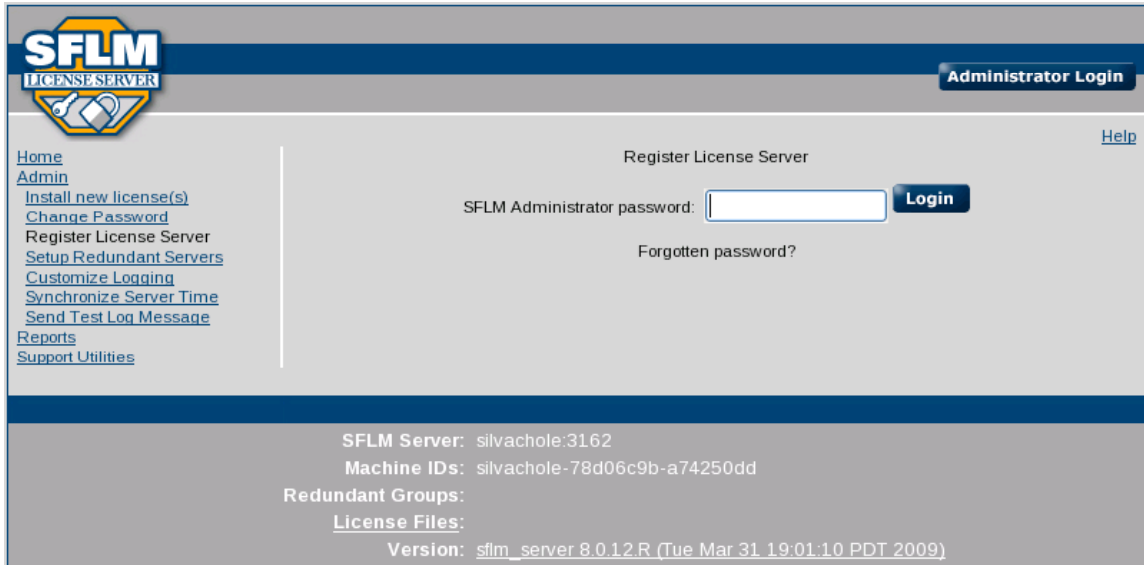 SFLM
LICENSE SERVER
Administrator Login
Help
Home
Admin
Install new license(s)
Change Password
Register License Server
Setup Redundant Servers
Customize Logging
Synchronize Server Time
Send Test Log Message
Reports
Support Utilities
Register License Server
SFLM Administrator password: Login
Forgotten password?
SFLM Server: silvachole:3162
Machine IDs: silvachole-78d06c9b-a74250dd
Redundant Groups:
License Files:
Version: sflm_server 8.0.12.R (Tue Mar 31 19:01:10 PDT 2009)